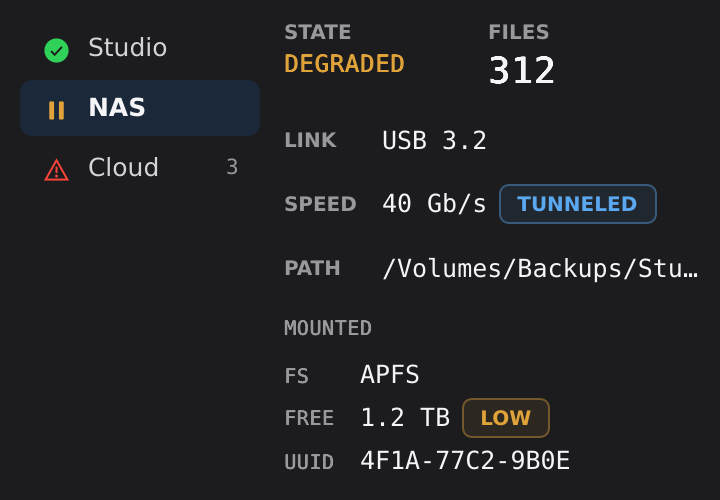 Studio
NAS
Cloud 3
STATE FILES
DEGRADED 312
LINK USB 3.2
SPEED 40 Gb/s TUNNELED
PATH /Volumes/Backups/Stu…
MOUNTED
FS APFS
FREE 1.2 TB LOW
UUID 4F1A-77C2-9B0E